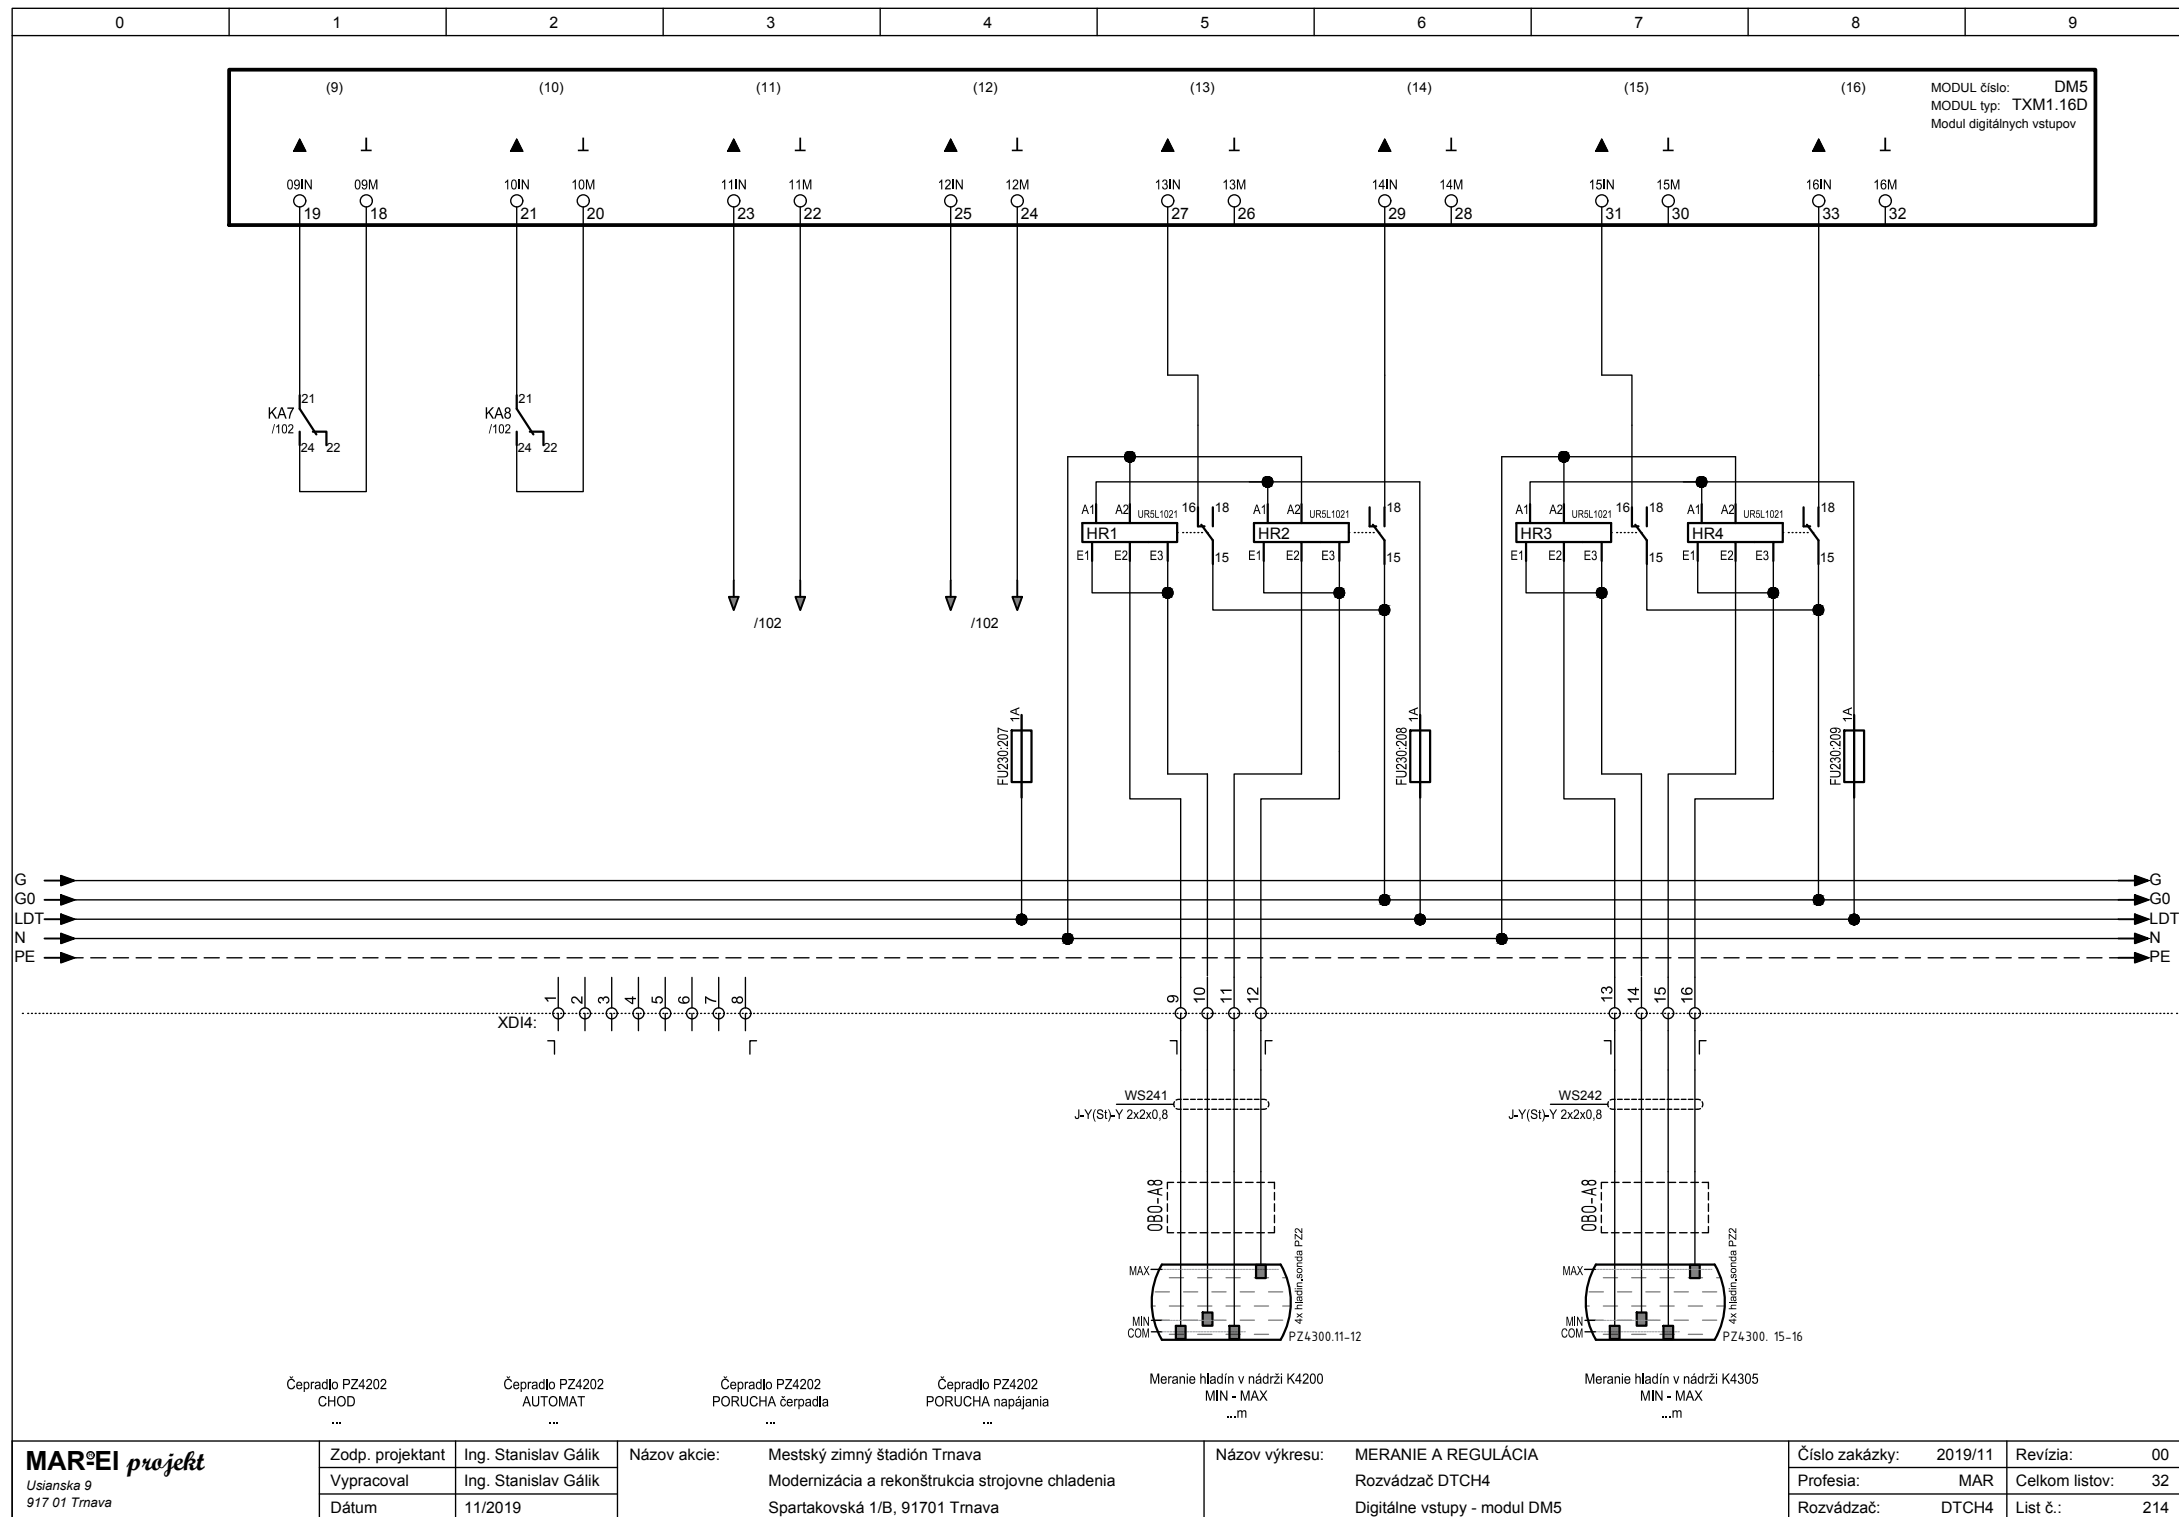 0 1 2 3 4 5 6 7 8 9
(9) (10) (11) (12) (13) (14) (15) (16)
MODUL číslo: DM5
MODUL typ: TXM1.16D
Modul digitálnych vstupov
09IN 09M 10IN 10M 11IN 11M 12IN 12M 13IN 13M 14IN 14M 15IN 15M 16IN 16M
19 18 21 20 23 22 25 24 27 26 29 28 31 30 33 32
21 21
KA7 KA8
/102 /102
24 22 24 22
A1 A2 UR5L1021 16 18 A1 A2 UR5L1021 18 A1 A2 UR5L1021 16 18 A1 A2 UR5L1021 18
HR1 HR2 HR3 HR4
E1 E2 E3 15 E1 E2 E3 15 E1 E2 E3 15 E1 E2 E3 15
/102 /102
FU230:207 1A
FU230:208 1A
FU230:209 1A
G G
G0 G0
LDT LDT
N N
PE PE
1 2 3 4 5 6 7 8 9 10 11 12 13 14 15 16
XDI4:
WS241 WS242
J-Y(St)-Y 2x2x0,8 J-Y(St)-Y 2x2x0,8
OBO-A8 OBO-A8
4x hladin.sonda PZ2 4x hladin.sonda PZ2
MAX MAX
MIN MIN
COM COM
PZ4300.11-12 PZ4300. 15-16
Čepradlo PZ4202
CHOD
...
Čepradlo PZ4202
AUTOMAT
...
Čepradlo PZ4202
PORUCHA čerpadla
...
Čepradlo PZ4202
PORUCHA napájania
...
Meranie hladín v nádrži K4200
MIN - MAX
...m
Meranie hladín v nádrži K4305
MIN - MAX
...m
MAR EI projekt
Usianska 9
917 01 Trnava
Zodp. projektant Ing. Stanislav Gálik
Vypracoval Ing. Stanislav Gálik
Dátum 11/2019
Názov akcie: Mestský zimný štadión Trnava
Modernizácia a rekonštrukcia strojovne chladenia
Spartakovská 1/B, 91701 Trnava
Názov výkresu: MERANIE A REGULÁCIA
Rozvádzač DTCH4
Digitálne vstupy - modul DM5
Číslo zakázky: 2019/11 Revízia: 00
Profesia: MAR Celkom listov: 32
Rozvádzač: DTCH4 List č.: 214